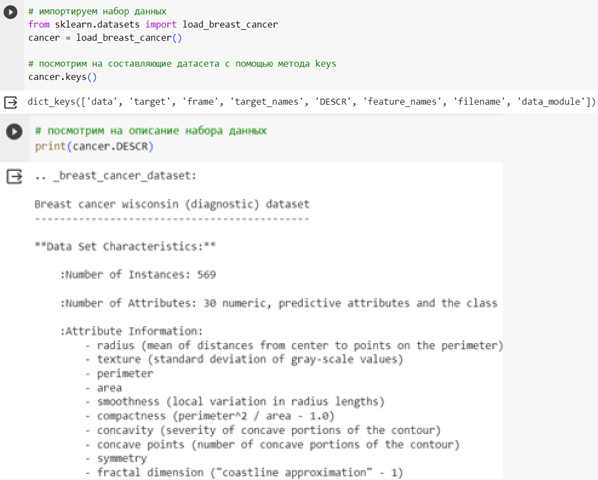 # импортируем набор данных
from sklearn.datasets import load_breast_cancer
cancer = load_breast_cancer()
# посмотрим на составляющие датасета с помощью метода keys
cancer.keys()
dict_keys(['data', 'target', 'frame', 'target_names', 'DESCR', 'feature_names', 'filename', 'data_module'])
# посмотрим на описание набора данных
print(cancer.DESCR)
.. _breast_cancer_dataset:
Breast cancer wisconsin (diagnostic) dataset
--------------------------------------------
**Data Set Characteristics:**
:Number of Instances: 569
:Number of Attributes: 30 numeric, predictive attributes and the class
:Attribute Information:
- radius (mean of distances from center to points on the perimeter)
- texture (standard deviation of gray-scale values)
- perimeter
- area
- smoothness (local variation in radius lengths)
- compactness (perimeter^2 / area - 1.0)
- concavity (severity of concave portions of the contour)
- concave points (number of concave portions of the contour)
- symmetry
- fractal dimension ("coastline approximation" - 1)